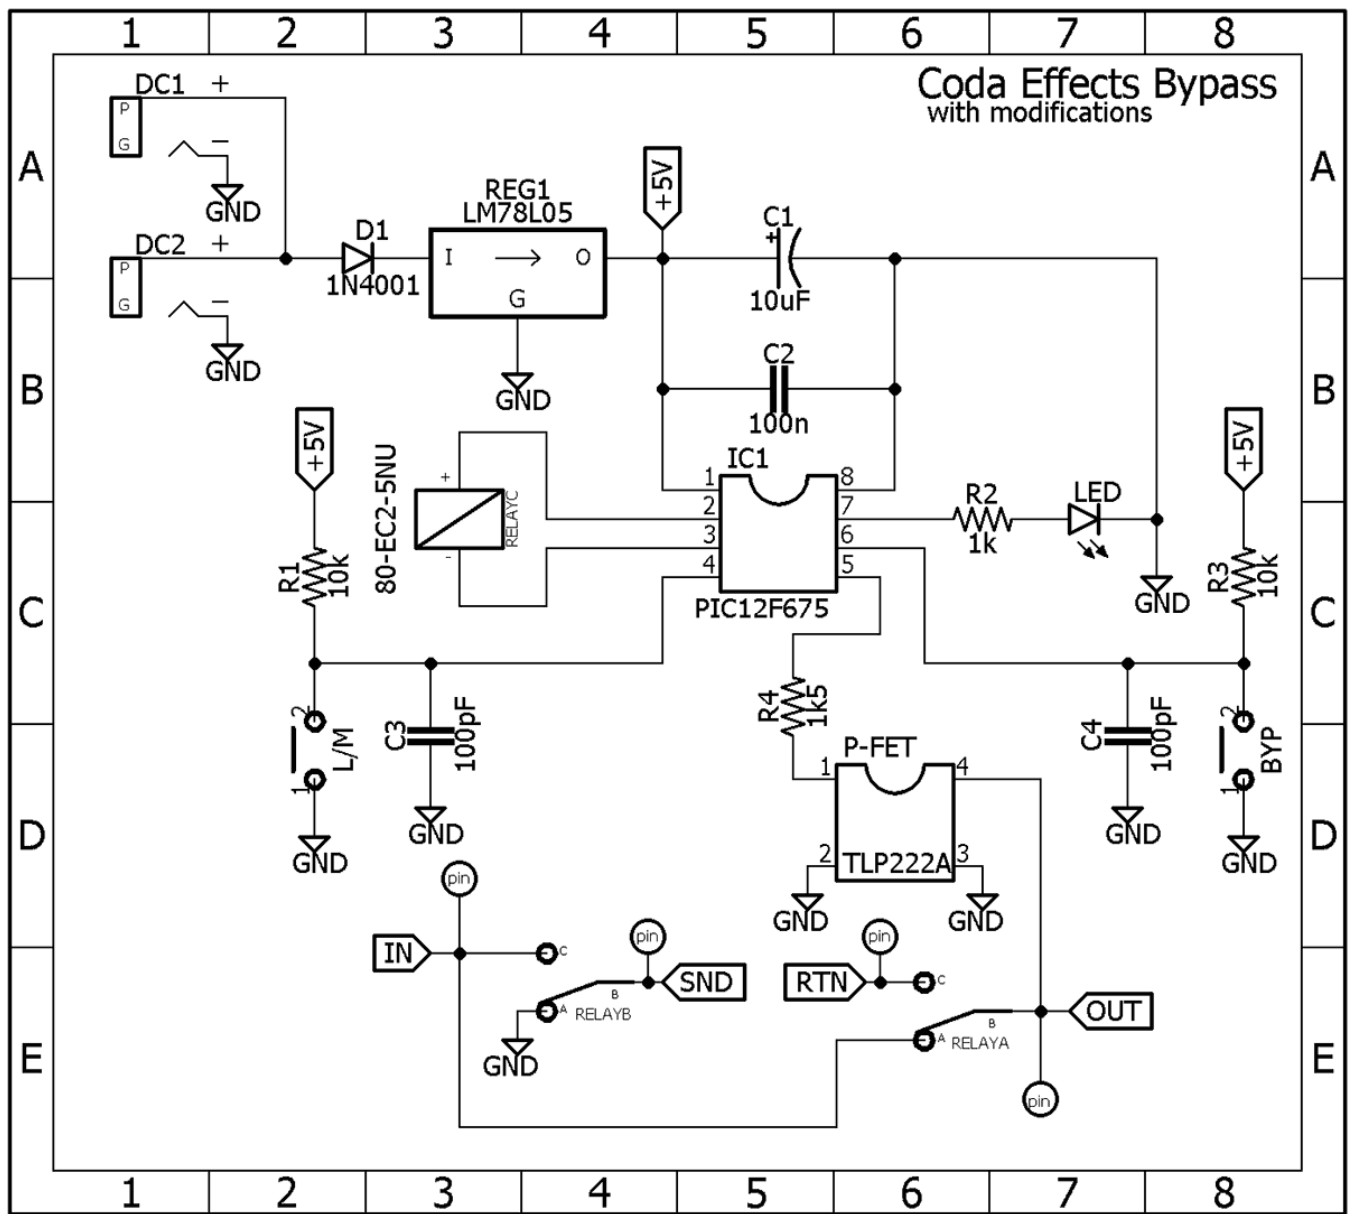 1 2 3 4 5 6 7 8
Coda Effects Bypass
with modifications
DC1 +
P
G
−
GND
A A
+5V
REG1
LM78L05
C1
+
10uF
DC2 +
P
G
−
GND
D1
1N4001
I O
G
GND
B B
C2
100n
+5V
80-EC2-5NU
+
-
RELAYC
IC1
1 8
2 7
3 6
4 5
PIC12F675
R2
1k
LED
GND
+5V
R1
10k
R3
10k
C C
R4
1k5
2
1
L/M
GND
C3
100pF
GND
P-FET
1 4
2 3
TLP222A
GND GND
C4
100pF
GND
2
1
BYP
GND
D D
pin
IN
C
pin
SND
B
A
RELAYB
GND
pin
RTN
C
B
A
RELAYA
OUT
pin
E E
1 2 3 4 5 6 7 8